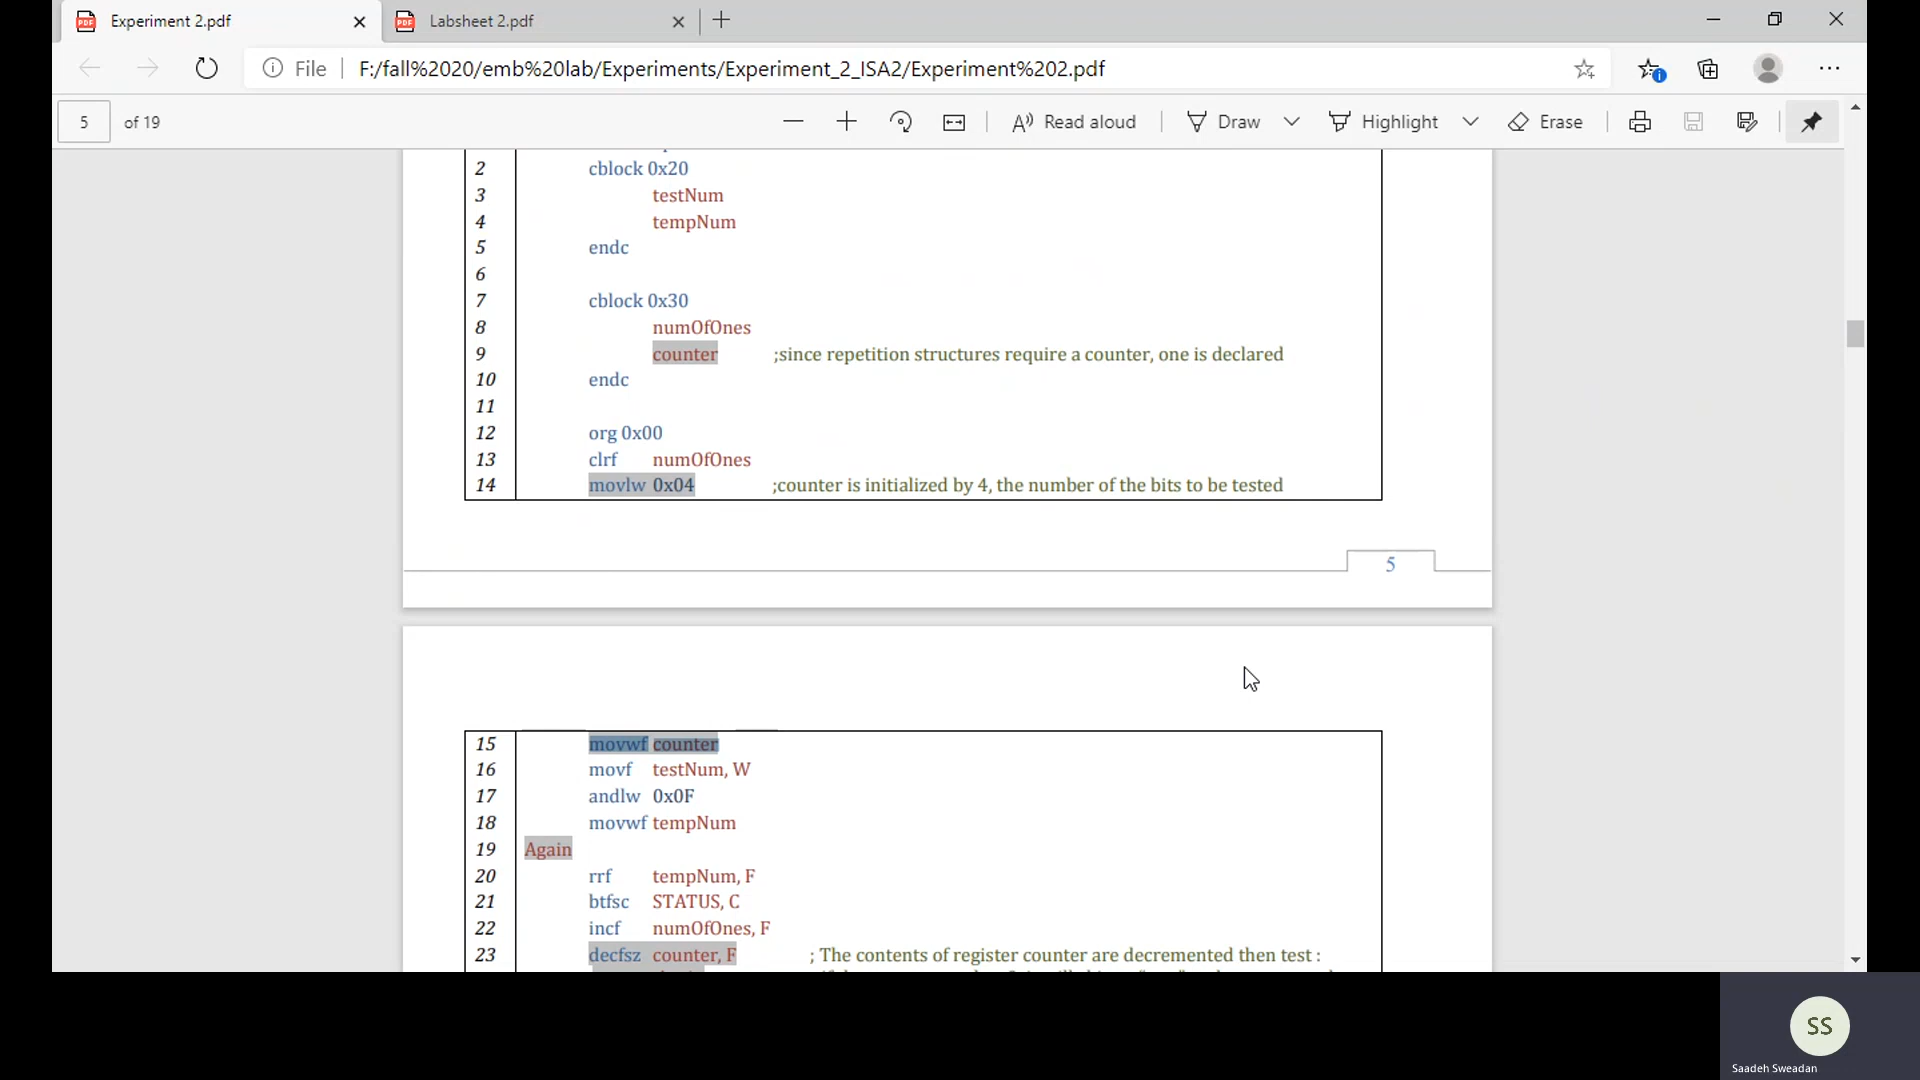 Experiment 2.pdf
Labsheet 2.pdf
File
F:/fall%2020/emb%20lab/Experiments/Experiment_2_ISA2/Experiment%202.pdf
5 of 19
Read aloud
Draw
Highlight
Erase
2 cblock 0x20
3 testNum
4 tempNum
5 endc
6
7 cblock 0x30
8 numOfOnes
9 counter ;since repetition structures require a counter, one is declared
10 endc
11
12 org 0x00
13 clrf numOfOnes
14 movlw 0x04 ;counter is initialized by 4, the number of the bits to be tested
5
15 movwf counter
16 movf testNum, W
17 andlw 0x0F
18 movwf tempNum
19 Again
20 rrf tempNum, F
21 btfsc STATUS, C
22 incf numOfOnes, F
23 decfsz counter, F ; The contents of register counter are decremented then test :
SS
Saadeh Sweadan